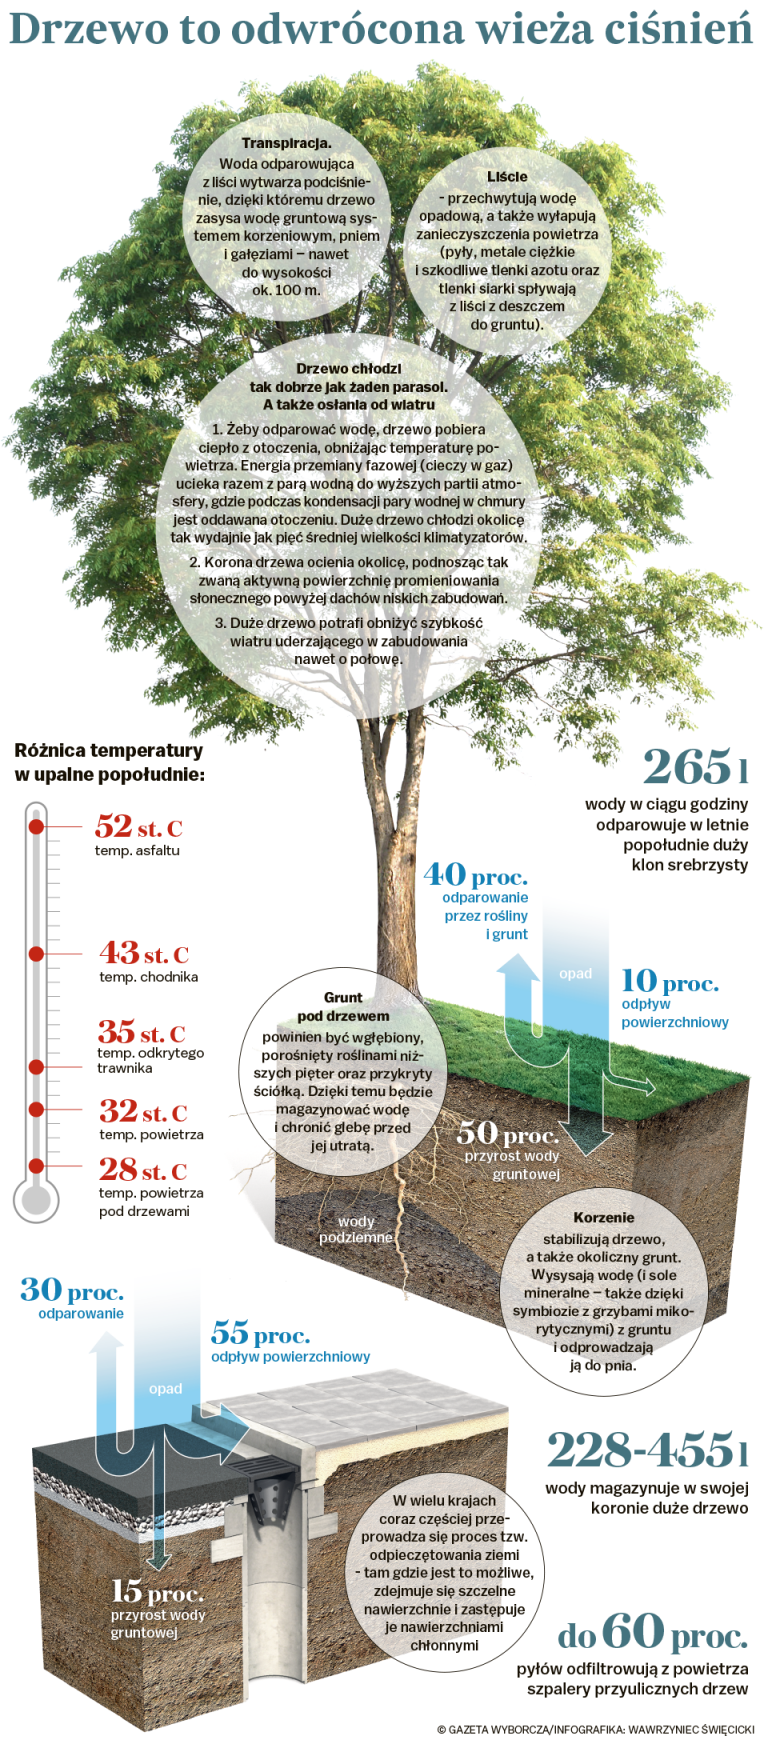 Drzewo to odwrócona wieża ciśnień
Transpiracja.
Woda odparowująca
z liści wytwarza podciśnie-
nie, dzięki któremu drzewo
zasysa wodę gruntową sys-
temem korzeniowym, pniem
i gałęziami – nawet
do wysokości
ok. 100 m.
Liście
- przechwytują wodę
opadową, a także wyłapują
zanieczyszczenia powietrza
(pyły, metale ciężkie
i szkodliwe tlenki azotu oraz
tlenki siarki spływają
z liści z deszczem
do gruntu).
Drzewo chłodzi
tak dobrze jak żaden parasol.
A także osłania od wiatru
1. Żeby odparować wodę, drzewo pobiera
ciepło z otoczenia, obniżając temperaturę po-
wietrza. Energia przemiany fazowej (cieczy w gaz)
ucieka razem z parą wodną do wyższych partii atmo-
sfery, gdzie podczas kondensacji pary wodnej w chmury
jest oddawana otoczeniu. Duże drzewo chłodzi okolicę
tak wydajnie jak pięć średniej wielkości klimatyzatorów.
2. Korona drzewa ocienia okolicę, podnosząc tak
zwaną aktywną powierzchnię promieniowania
słonecznego powyżej dachów niskich zabudowań.
3. Duże drzewo potrafi obniżyć szybkość
wiatru uderzającego w zabudowania
nawet o połowę.
Różnica temperatury
w upalne popołudnie:
52 st. C
temp. asfaltu
43 st. C
temp. chodnika
35 st. C
temp. odkrytego
trawnika
32 st. C
temp. powietrza
28 st. C
temp. powietrza
pod drzewami
265 l
wody w ciągu godziny
odparowuje w letnie
popołudnie duży
klon srebrzysty
40 proc.
odparowanie
przez rośliny
i grunt
opad
10 proc.
odpływ
powierzchniowy
Grunt
pod drzewem
powinien być wgłębiony,
porośnięty roślinami niż-
szych pięter oraz przykryty
ściółką. Dzięki temu będzie
magazynować wodę
i chronić glebę przed
jej utratą.
50 proc.
przyrost wody
gruntowej
wody
podziemne
Korzenie
stabilizują drzewo,
a także okoliczny grunt.
Wysysają wodę (i sole
mineralne – także dzięki
symbiozie z grzybami miko-
rytycznymi) z gruntu
i odprowadzają
ją do pnia.
30 proc.
odparowanie
55 proc.
odpływ powierzchniowy
opad
15 proc.
przyrost wody
gruntowej
W wielu krajach
coraz częściej prze-
prowadza się proces tzw.
odpieczętowania ziemi
- tam gdzie jest to możliwe,
zdejmuje się szczelne
nawierzchnie i zastępuje
je nawierzchniami
chłonnymi
228-455 l
wody magazynuje w swojej
koronie duże drzewo
do 60 proc.
pyłów odfiltrowują z powietrza
szpalery przyulicznych drzew
© GAZETA WYBORCZA/INFOGRAFIKA: WAWRZYNIEC ŚWIĘCICKI